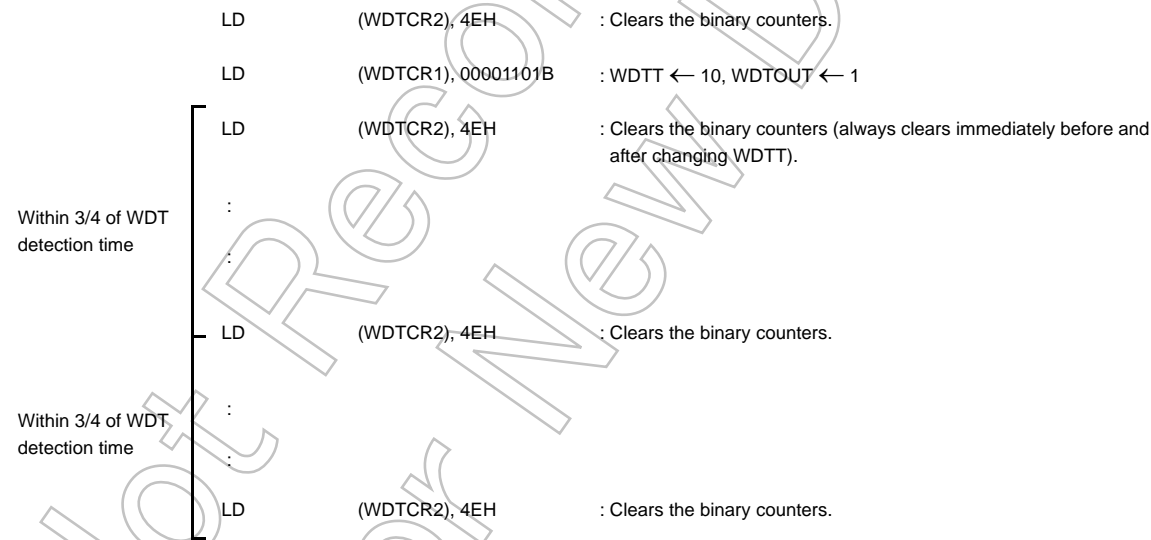 LD (WDTCR2), 4EH : Clears the binary counters.
LD (WDTCR1), 00001101B : WDTT ← 10, WDTOUT ← 1
LD (WDTCR2), 4EH : Clears the binary counters (always clears immediately before and
after changing WDTT).
Within 3/4 of WDT :
detection time
:
LD (WDTCR2), 4EH : Clears the binary counters.
Within 3/4 of WDT :
detection time
:
LD (WDTCR2), 4EH : Clears the binary counters.